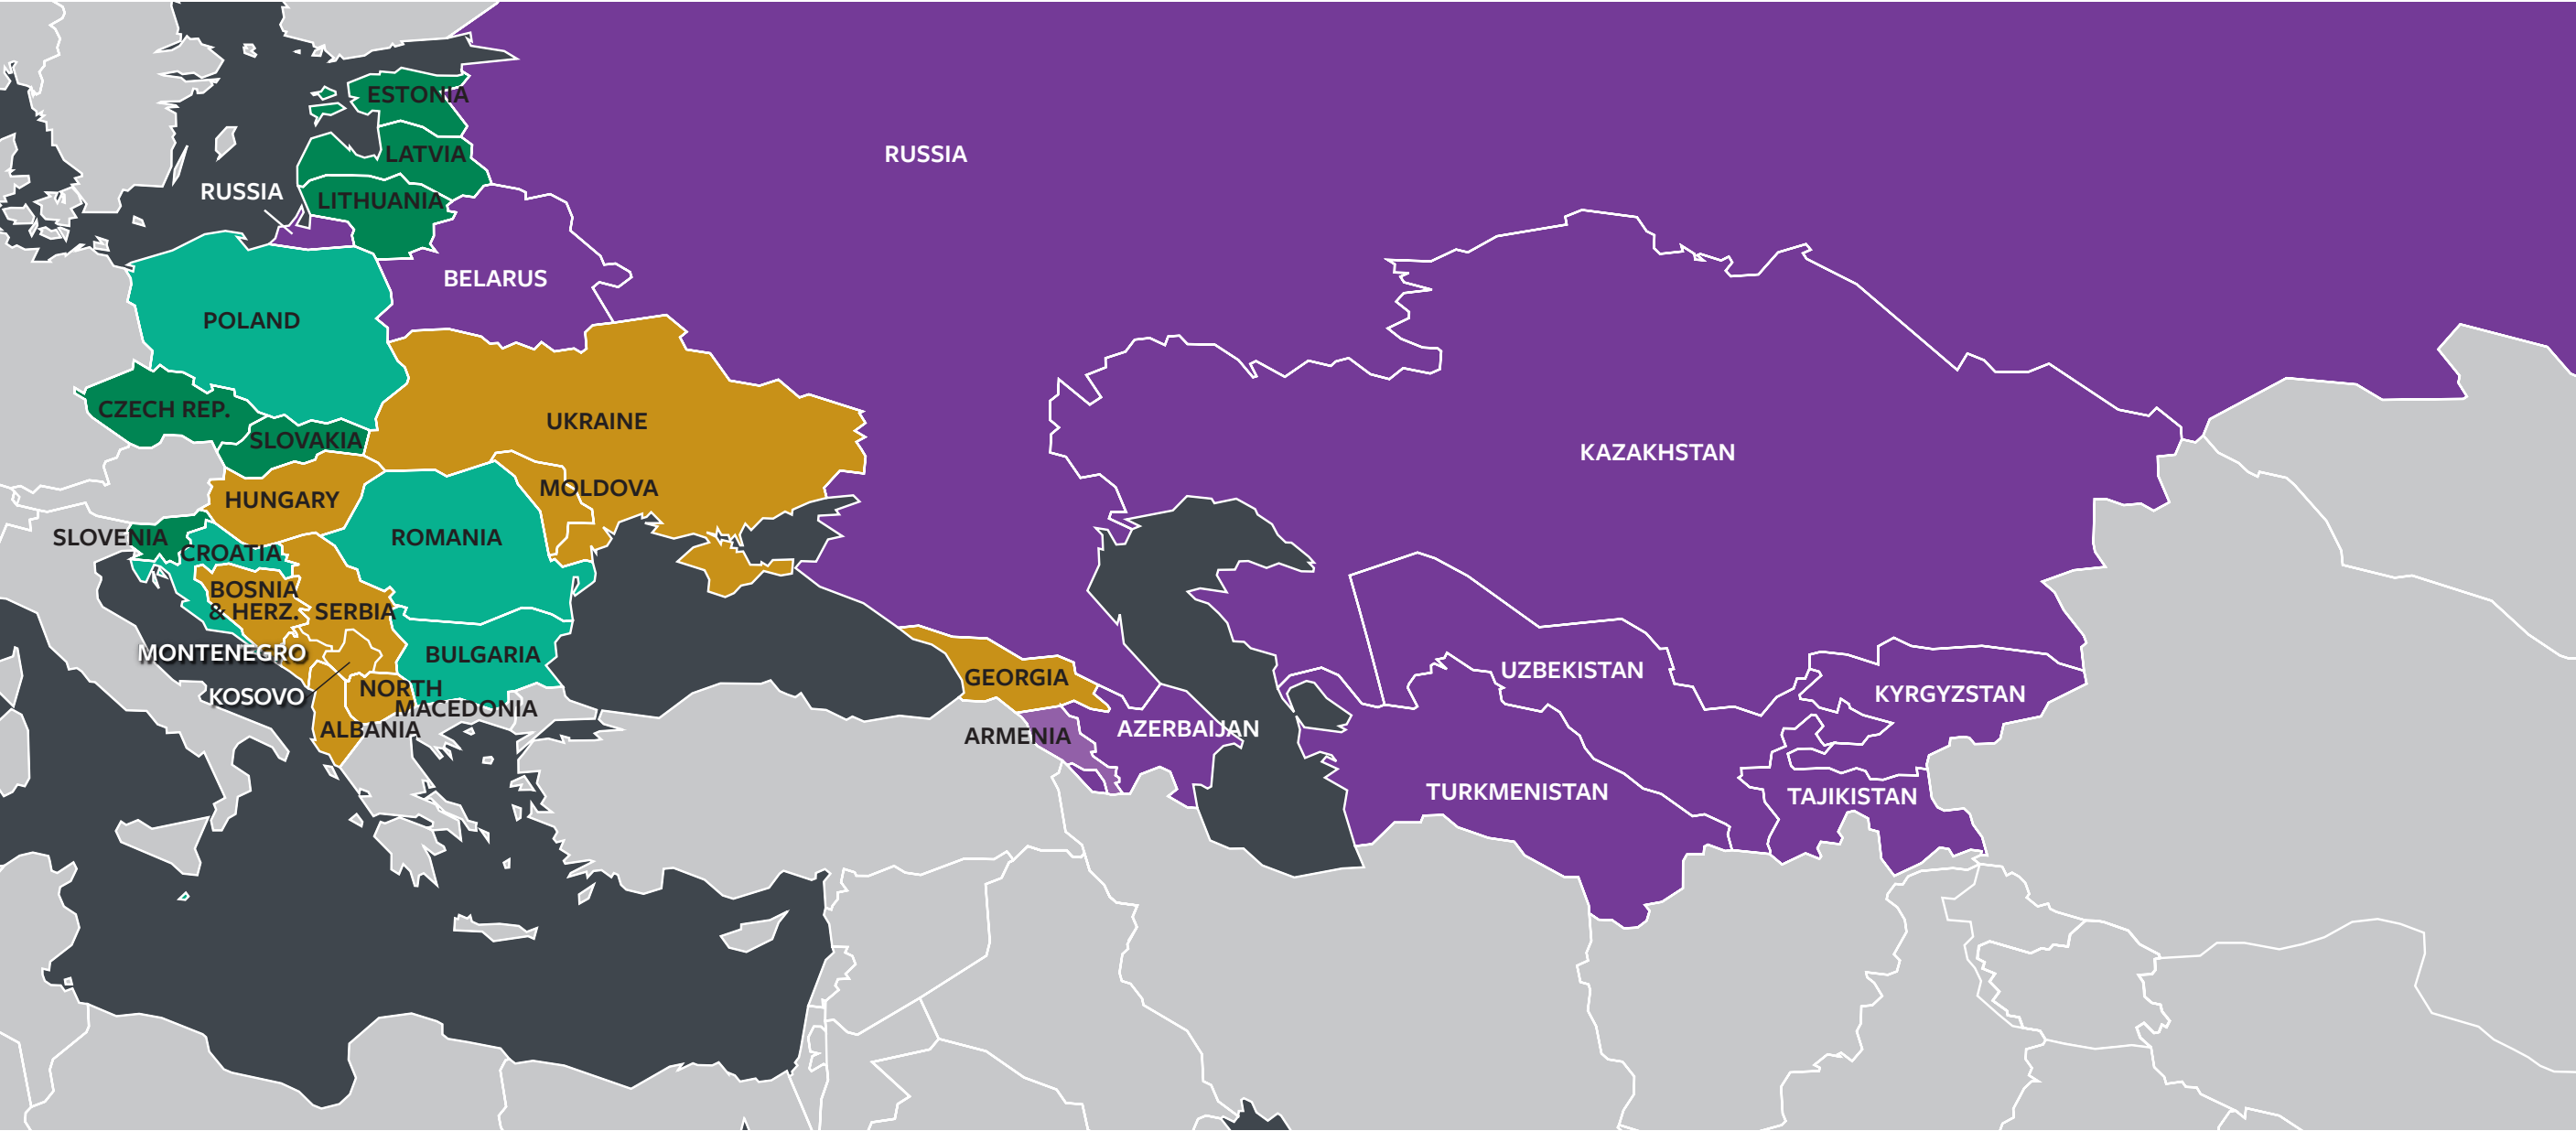 ESTONIA
LATVIA
RUSSIA
RUSSIA
LITHUANIA
BELARUS
POLAND
CZECH REP.
UKRAINE
SLOVAKIA
KAZAKHSTAN
HUNGARY
MOLDOVA
SLOVENIA
ROMANIA
CROATIA
BOSNIA
& HERZ.
SERBIA
MONTENEGRO
BULGARIA
UZBEKISTAN
GEORGIA
KOSOVO
NORTH
MACEDONIA
KYRGYZSTAN
ALBANIA
ARMENIA
AZERBAIJAN
TURKMENISTAN
TAJIKISTAN